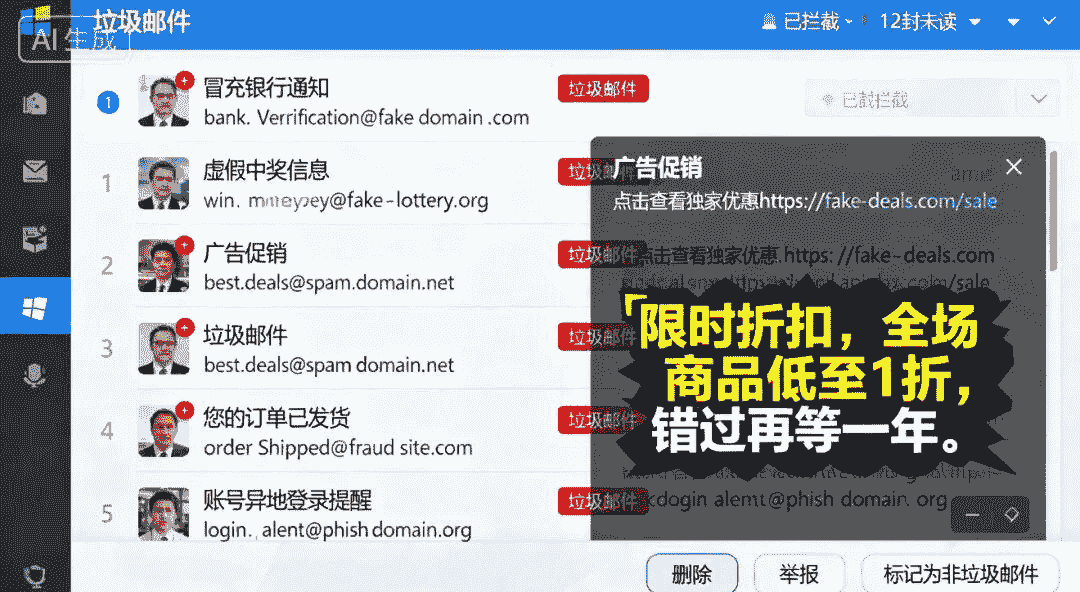 垃圾邮件
AI生成
已拦截
12封未读
1
冒充银行通知
垃圾邮件
bank. Verrification@fake domain .com
1
虚假中奖信息
@fake-lottery.org
2
广告促销
best.deals@spam.domain.net
3
垃圾邮件
best.deals@spam domain.net
4
您的订单已发货
order Shipped@fraud site.com
5
账号异地登录提醒
垃圾邮件
login. alent@phish domain.org
广告促销
点击查看独家优惠https://fake-deals.com/sale
点击查看独家优惠.https: //fake-deals.com
/sale
「限时折扣，全场
商品低至1折，
错过再等一年。
alemt@phish domain. org
删除
举报
标记为非垃圾邮件